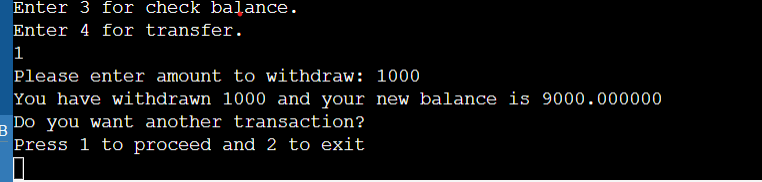 Enter 3 for check balance.
Enter 4 for transfer.
1
Please enter amount to withdraw: 1000
You have withdrawn 1000 and your new balance is 9000.000000
Do you want another transaction?
B
Press 1 to proceed and 2 to exit